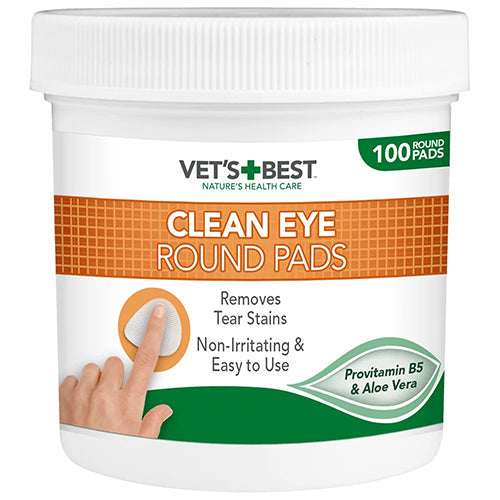 100 ROUND PADS
VET'S+BEST™
NATURE'S HEALTH CARE
CLEAN EYE
ROUND PADS
Removes
Tear Stains
Non-Irritating &
Easy to Use
Provitamin B5
& Aloe Vera